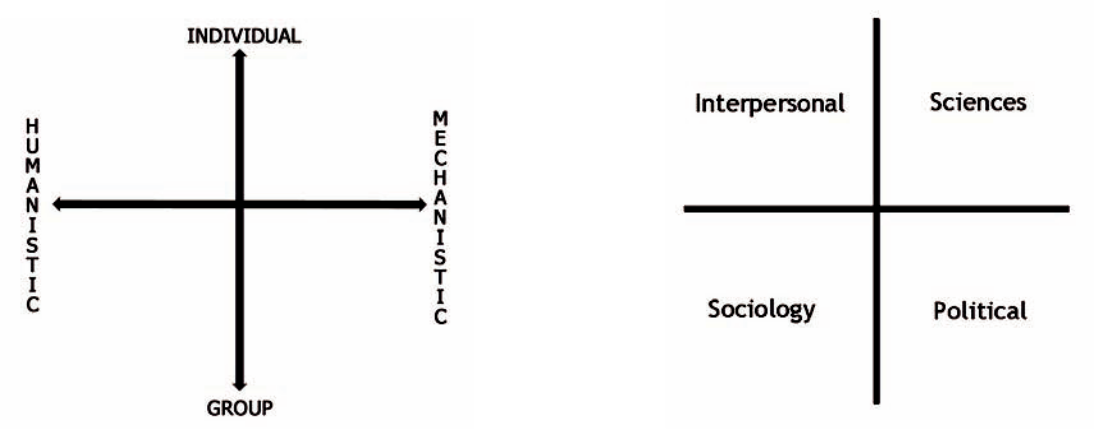 INDIVIDUAL
HUMANISTIC
MECHANISTIC
GROUP
Interpersonal
Sciences
Sociology
Political